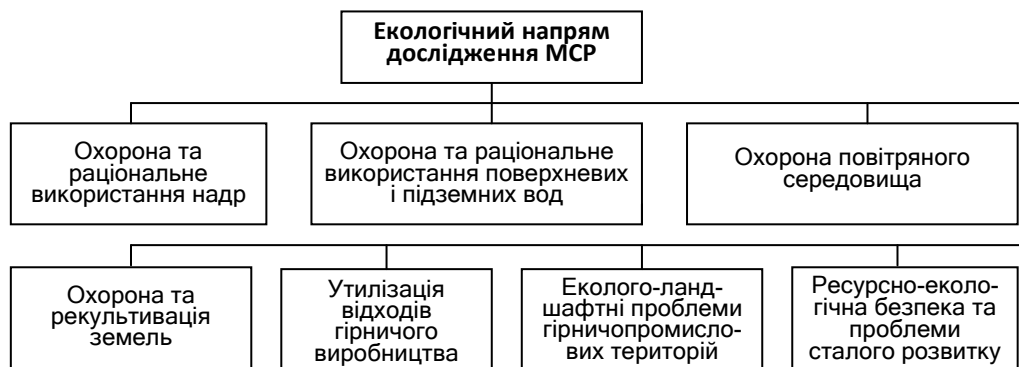 Екологічний напрям
дослідження МСР
Охорона та
раціональне
використання надр
Охорона та раціональне
використання поверхневих
і підземних вод
Охорона повітряного
середовища
Охорона та
рекультивація
земель
Утилізація
відходів
гірничого
виробництва
Еколого-ланд-
шафтні проблеми
гірничопромисло-
вих територій
Ресурсно-еколо-
гічна безпека та
проблеми
сталого розвитку